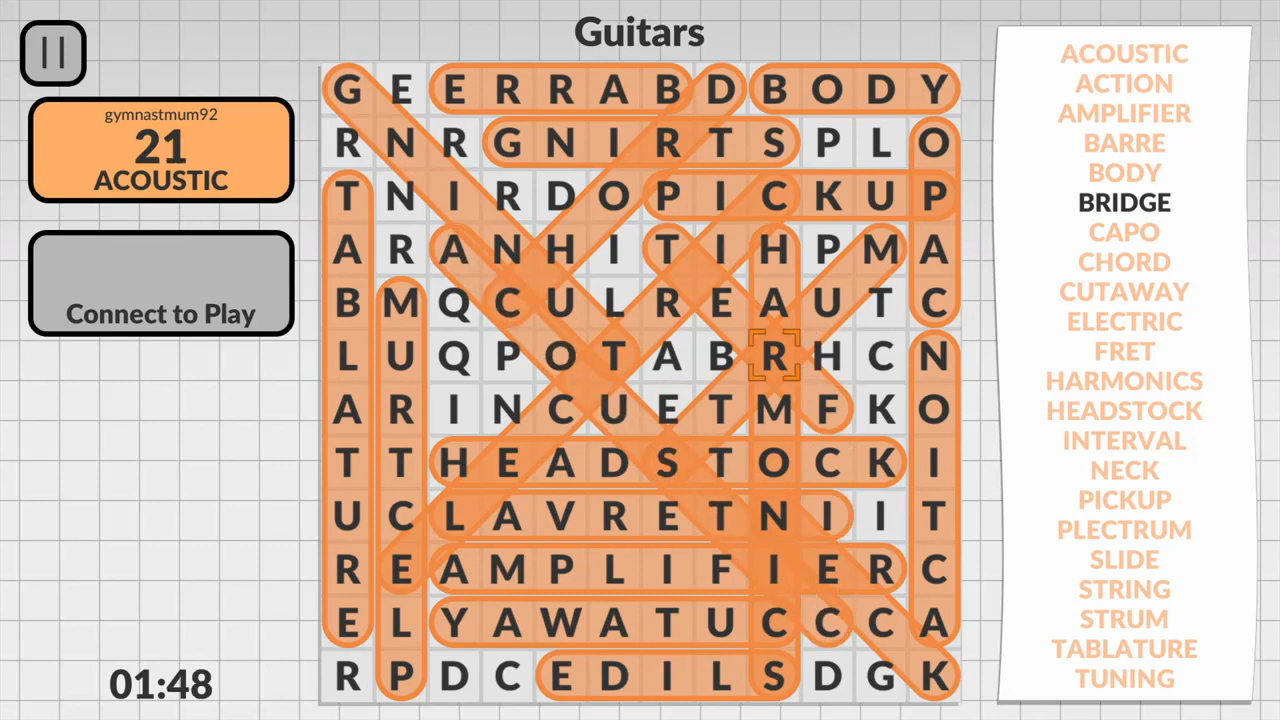 Guitars
gymnastmum92
21
ACOUSTIC
Connect to Play
01:48
G E E R R A B D B O D Y
R N R G N I R T S P L O
T N I R D O P I C K U P
A R A N H I T I H P M A
B M Q C U L R E A U T C
L U Q P O T A B R H C N
A R I N C U E T M F K O
T T H E A D S T O C K I
U C L A V R E T N I I T
R E A M P L I F I E R C
E L Y A W A T U C C C A
R P D C E D I L S D G K
ACOUSTIC
ACTION
AMPLIFIER
BARRE
BODY
BRIDGE
CAPO
CHORD
CUTAWAY
ELECTRIC
FRET
HARMONICS
HEADSTOCK
INTERVAL
NECK
PICKUP
PLECTRUM
SLIDE
STRING
STRUM
TABLATURE
TUNING